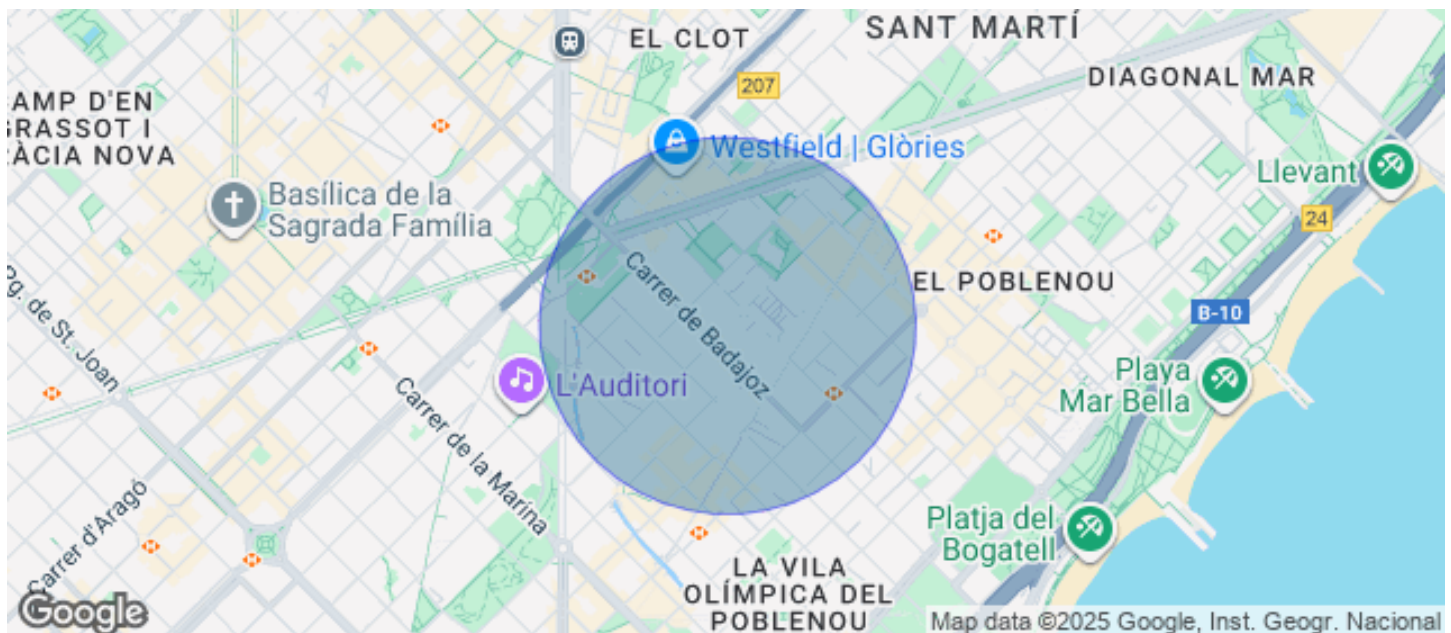 SANT MARTÍ
EL CLOT
DIAGONAL MAR
207
AMP D'EN
GRASSOT I
RÀCIA NOVA
Westfield | Glòries
Llevant
Basílica de la
Sagrada Família
24
Carrer de Badajoz
EL POBLENOU
Pg. de St. Joan
B-10
L'Auditori
Playa
Mar Bella
Carrer de la Marina
Carrer d'Aragó
Platja del
Bogatell
LA VILA
OLÍMPICA DEL
POBLENOU
Google
Map data ©2025 Google, Inst. Geogr. Nacional